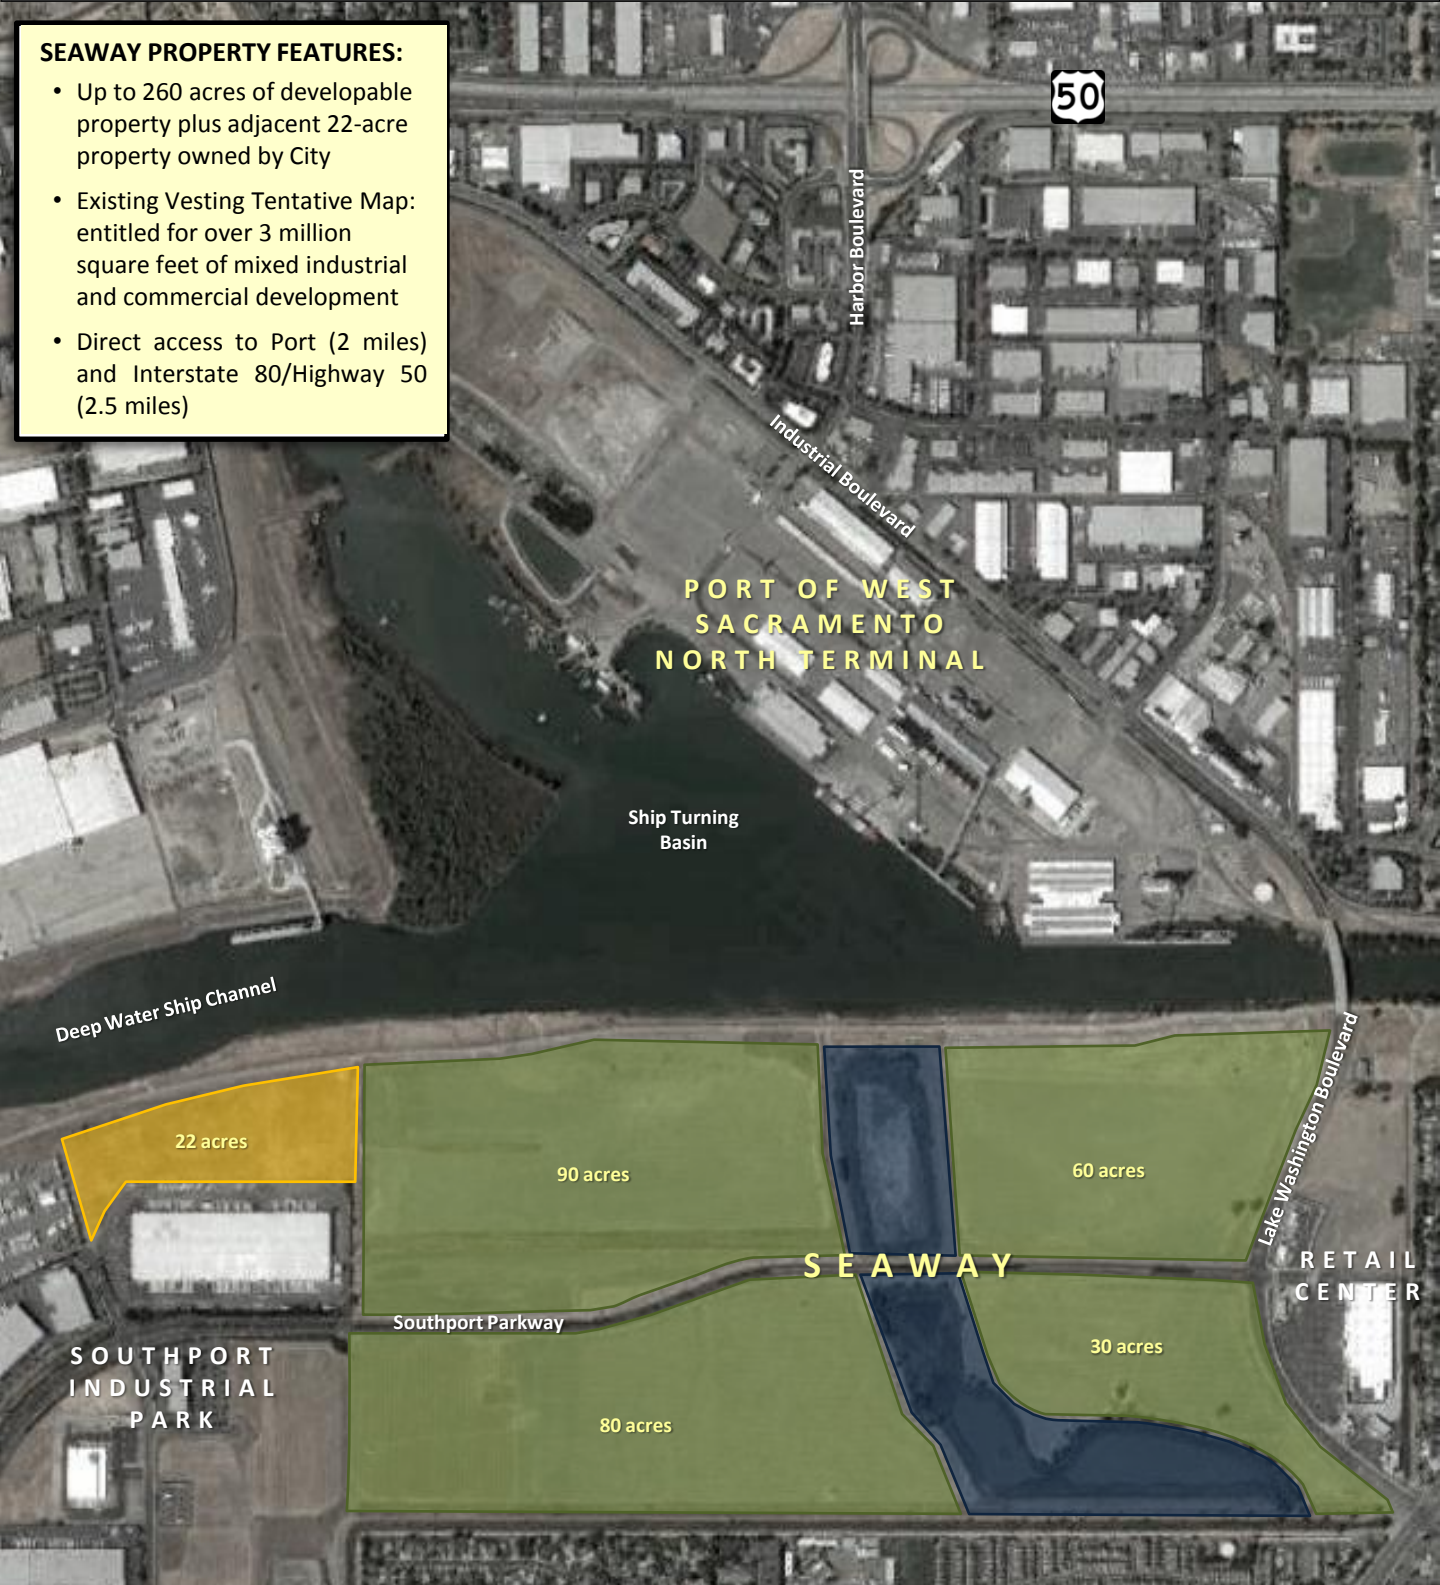 SEAWAY PROPERTY FEATURES:
• Up to 260 acres of developable
property plus adjacent 22-acre
property owned by City
• Existing Vesting Tentative Map:
entitled for over 3 million
square feet of mixed industrial
and commercial development
• Direct access to Port (2 miles)
and Interstate 80/Highway 50
(2.5 miles)
50
Harbor Boulevard
Industrial Boulevard
PORT OF WEST
SACRAMENTO
NORTH TERMINAL
Ship Turning
Basin
Deep Water Ship Channel
Lake Washington Boulevard
22 acres
90 acres
60 acres
SEAWAY
RETAIL
CENTER
Southport Parkway
SOUTHPORT
INDUSTRIAL
PARK
30 acres
80 acres